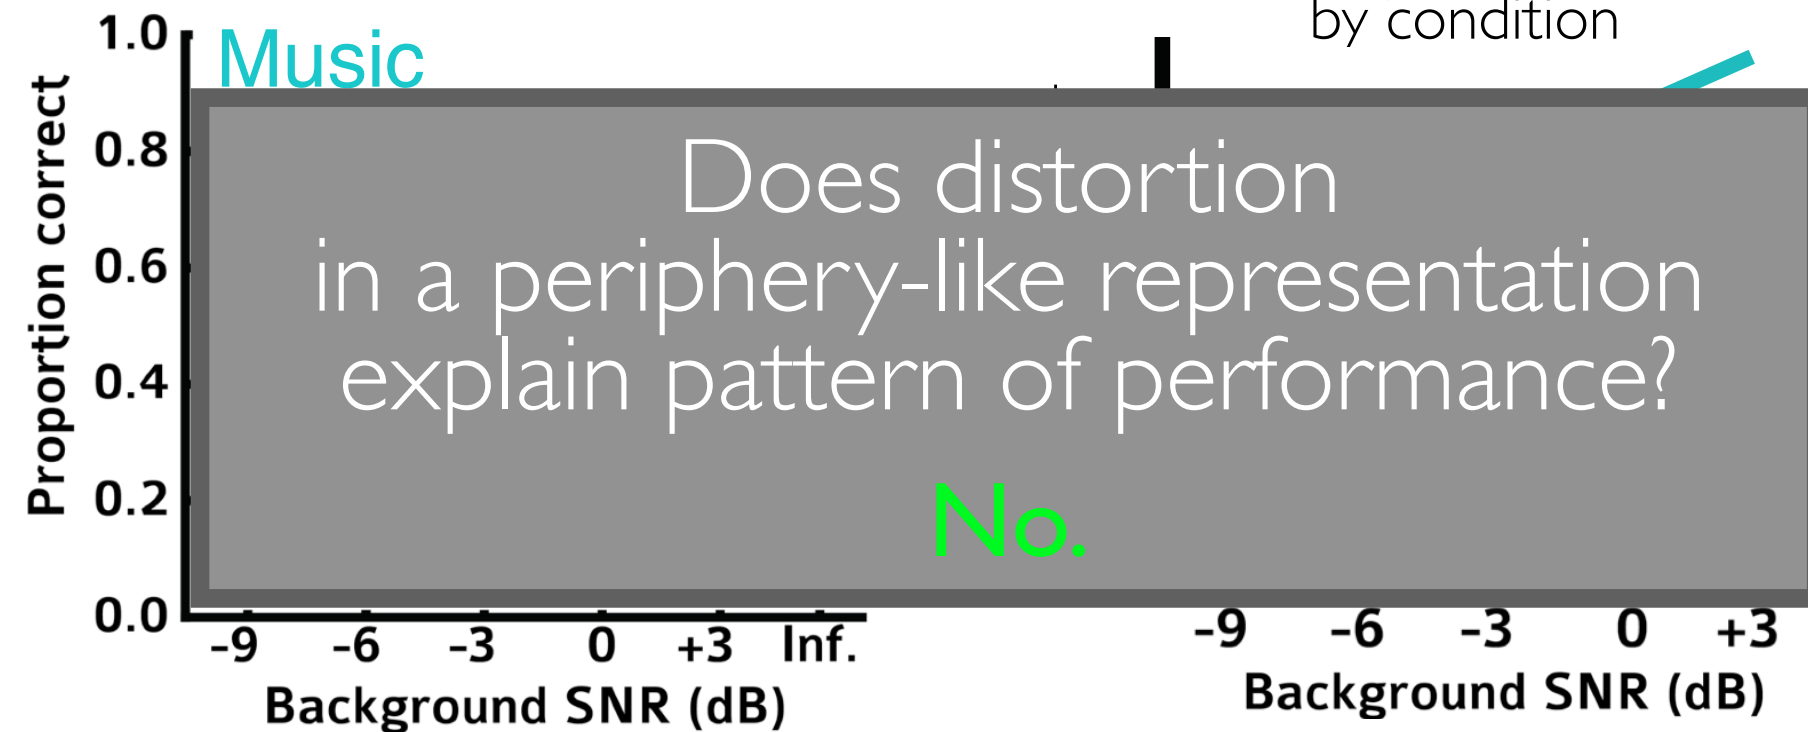 by condition
1.0
Music
Proportion correct
0.8
0.6
0.4
0.2
0.0
Does distortion
in a periphery-like representation
explain pattern of performance?
No.
-9 -6 -3 0 +3 Inf.
Background SNR (dB)
-9 -6 -3 0 +3
Background SNR (dB)